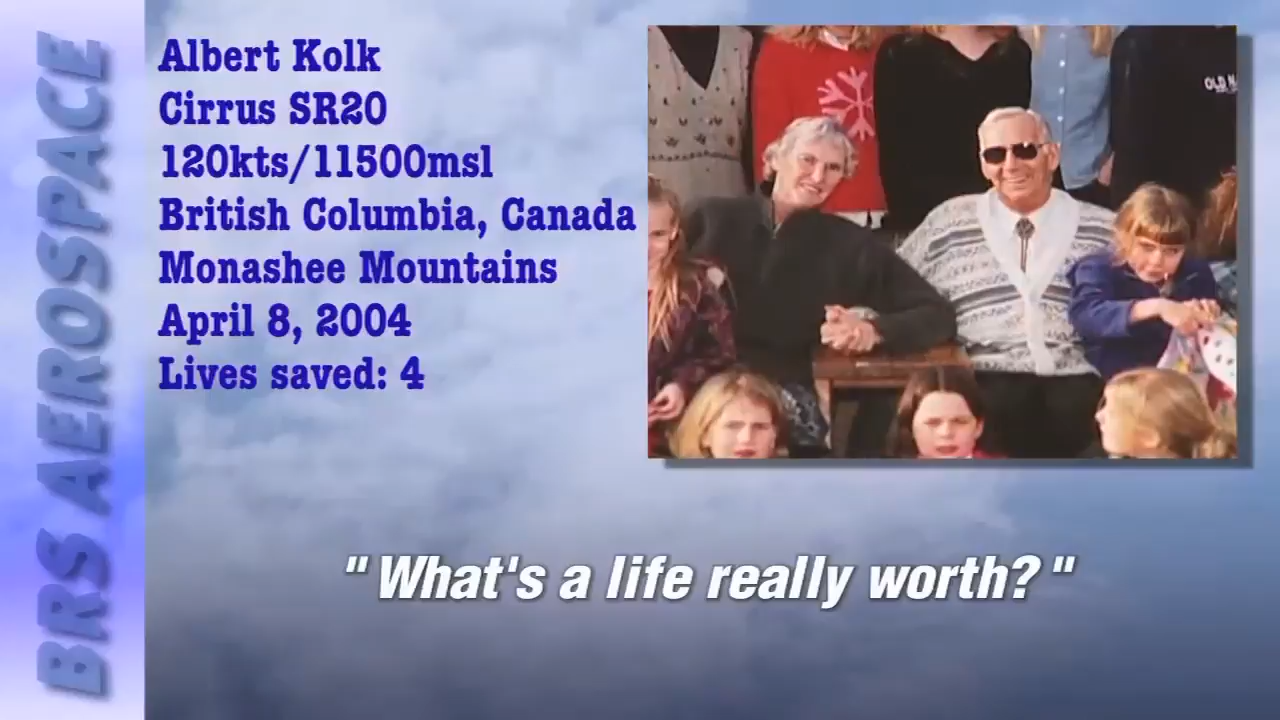 BRS AEROSPACE
Albert Kolk
Cirrus SR20
120kts/11500msl
British Columbia, Canada
Monashee Mountains
April 8, 2004
Lives saved: 4
OLD N
"What's a life really worth?"